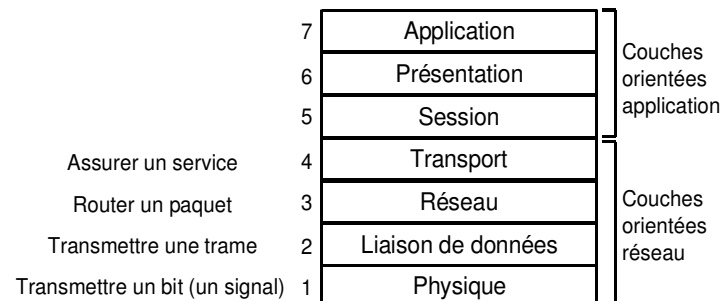 7 Application
6 Présentation
5 Session
Couches
orientées
application
Assurer un service 4 Transport
Router un paquet 3 Réseau
Transmettre une trame 2 Liaison de données
Transmettre un bit (un signal) 1 Physique
Couches
orientées
réseau